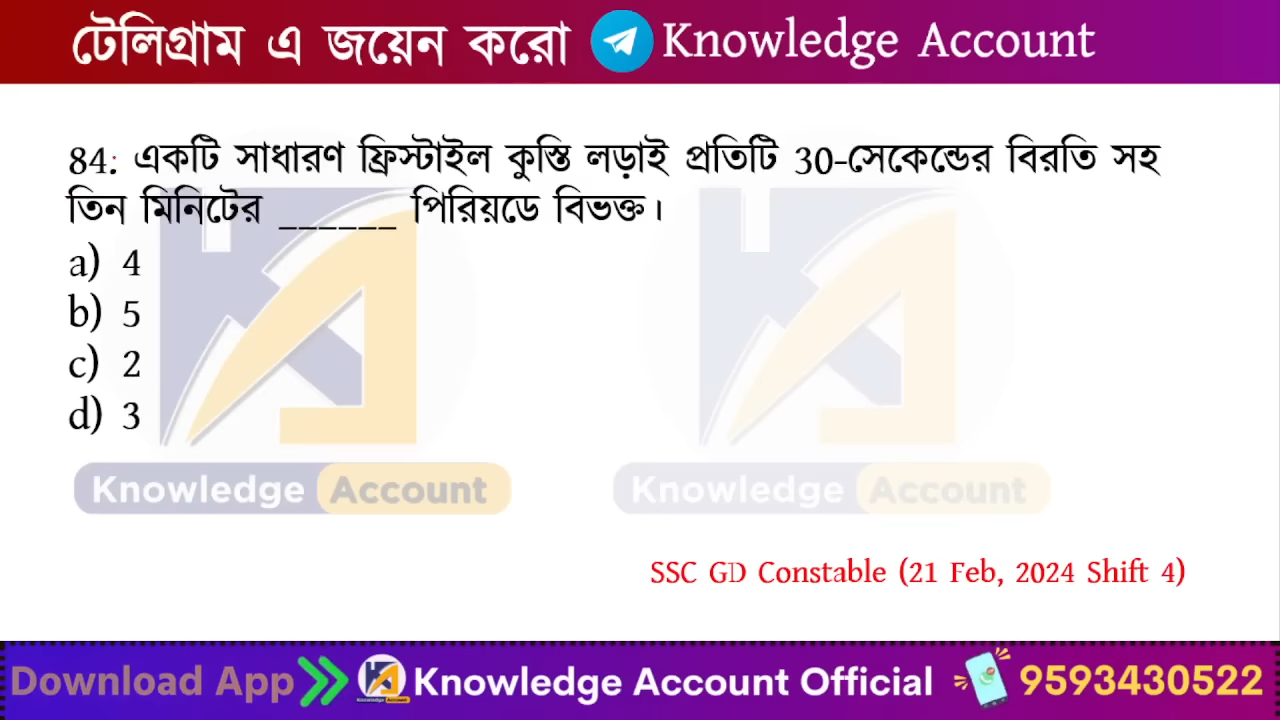 টেলিগ্রাম এ জয়েন করো Knowledge Account
84: একটি সাধারণ ফ্রিস্টাইল কুস্তি লড়াই প্রতিটি 30-সেকেন্ডের বিরতি সহ
তিন মিনিটের ______ পিরিয়ডে বিভক্ত।
a) 4
b) 5
c) 2
d) 3
Knowledge Account
Knowledge Account
SSC GD Constable (21 Feb, 2024 Shift 4)
Download App Knowledge Account Official 9593430522